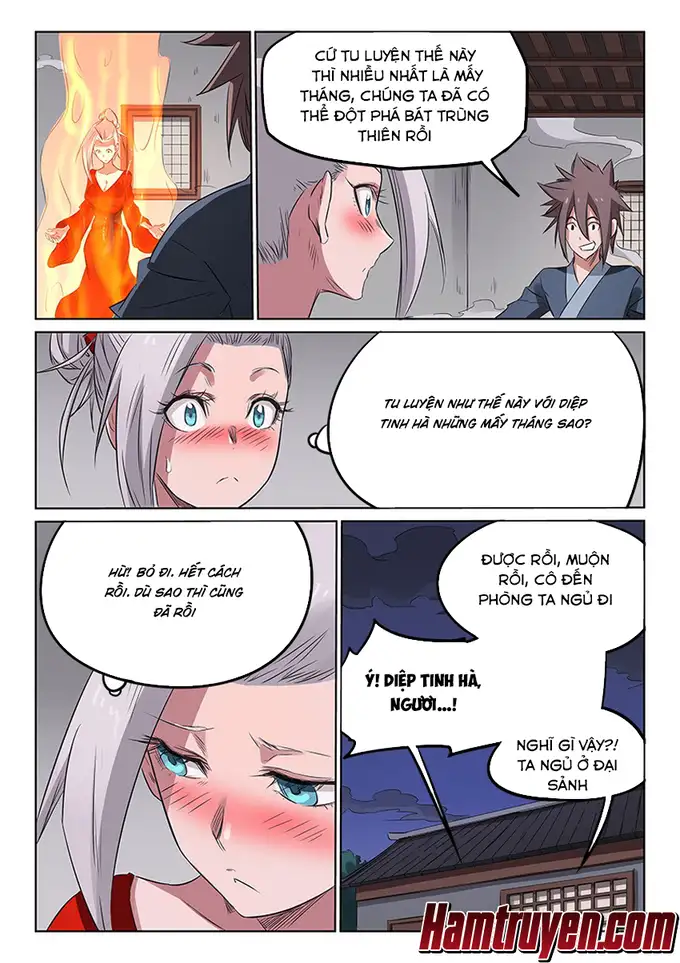 CỨ TU LUYỆN THẾ NÀY
THÌ NHIỀU NHẤT LÀ MẤY
THÁNG, CHÚNG TA ĐÃ CÓ
THỂ ĐỘT PHÁ BÁT TRÙNG
THIÊN RỒI
TU LUYỆN NHƯ THẾ NÀY VỚI DIỆP
TINH HÀ NHỮNG MẤY THÁNG SAO?
HỪ! BỎ ĐI. HẾT CÁCH
RỒI. DÙ SAO THÌ CŨNG
ĐÃ RỒI
ĐƯỢC RỒI, MUỘN
RỒI, CÔ ĐẾN
PHÒNG TA NGỦ ĐI
Ý! DIỆP TINH HÀ,
NGƯƠI...!
NGHĨ GÌ VẬY?!
TA NGỦ Ở ĐẠI
SẢNH
Hamtruyen.com